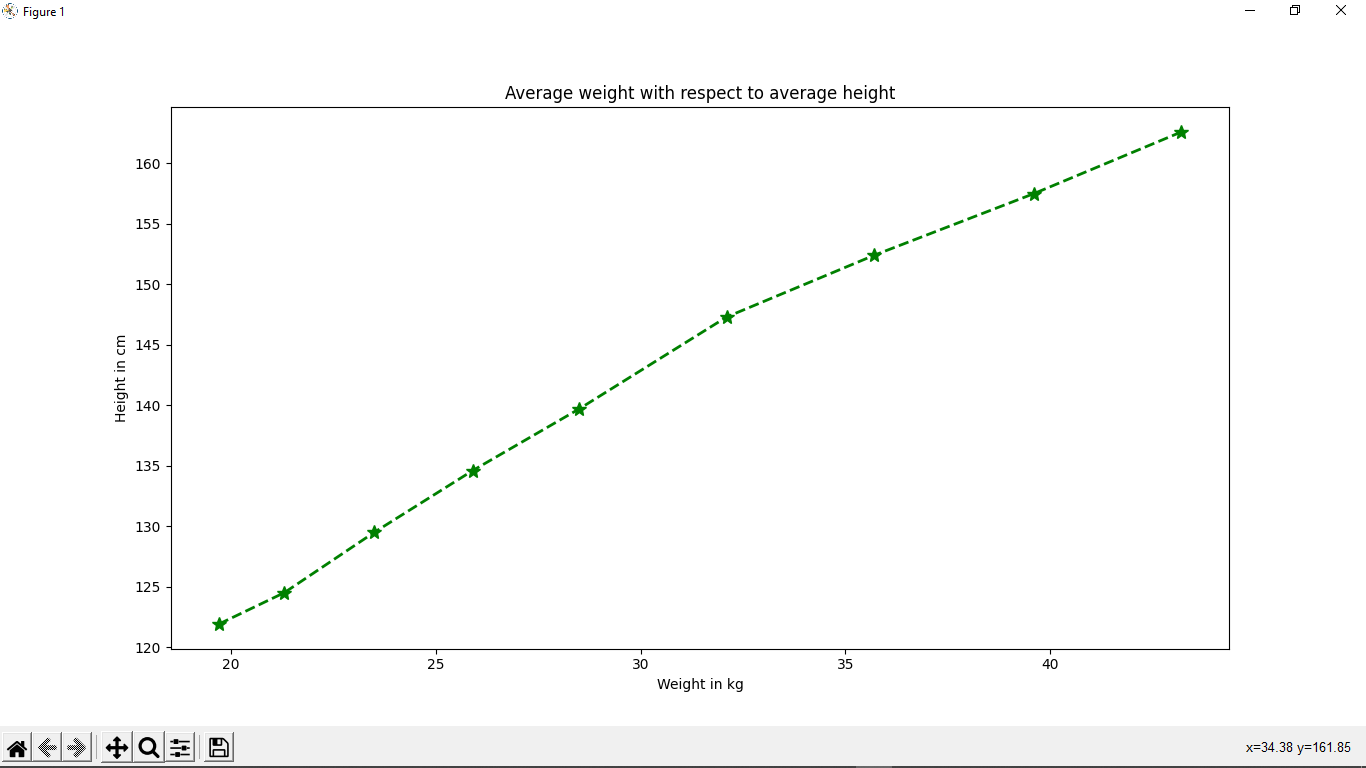 Figure 1
Average weight with respect to average height
160
155
150
145
140
135
130
125
120
Height in cm
20 25 30 35 40
Weight in kg
x=34.38 y=161.85